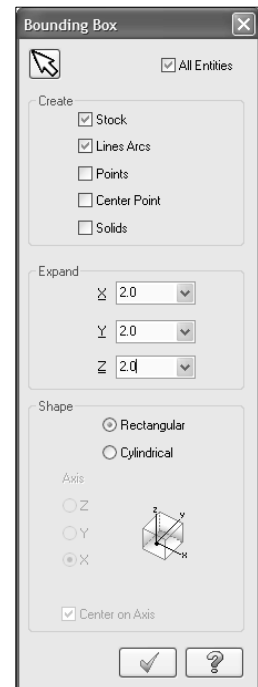 Bounding Box
All Entities
Create
Stock
Lines Arcs
Points
Center Point
Solids
Expand
X 2.0
Y 2.0
Z 2.0
Shape
Rectangular
Cylindrical
Axis
Z
Y
X
z y
x
Center on Axis
?